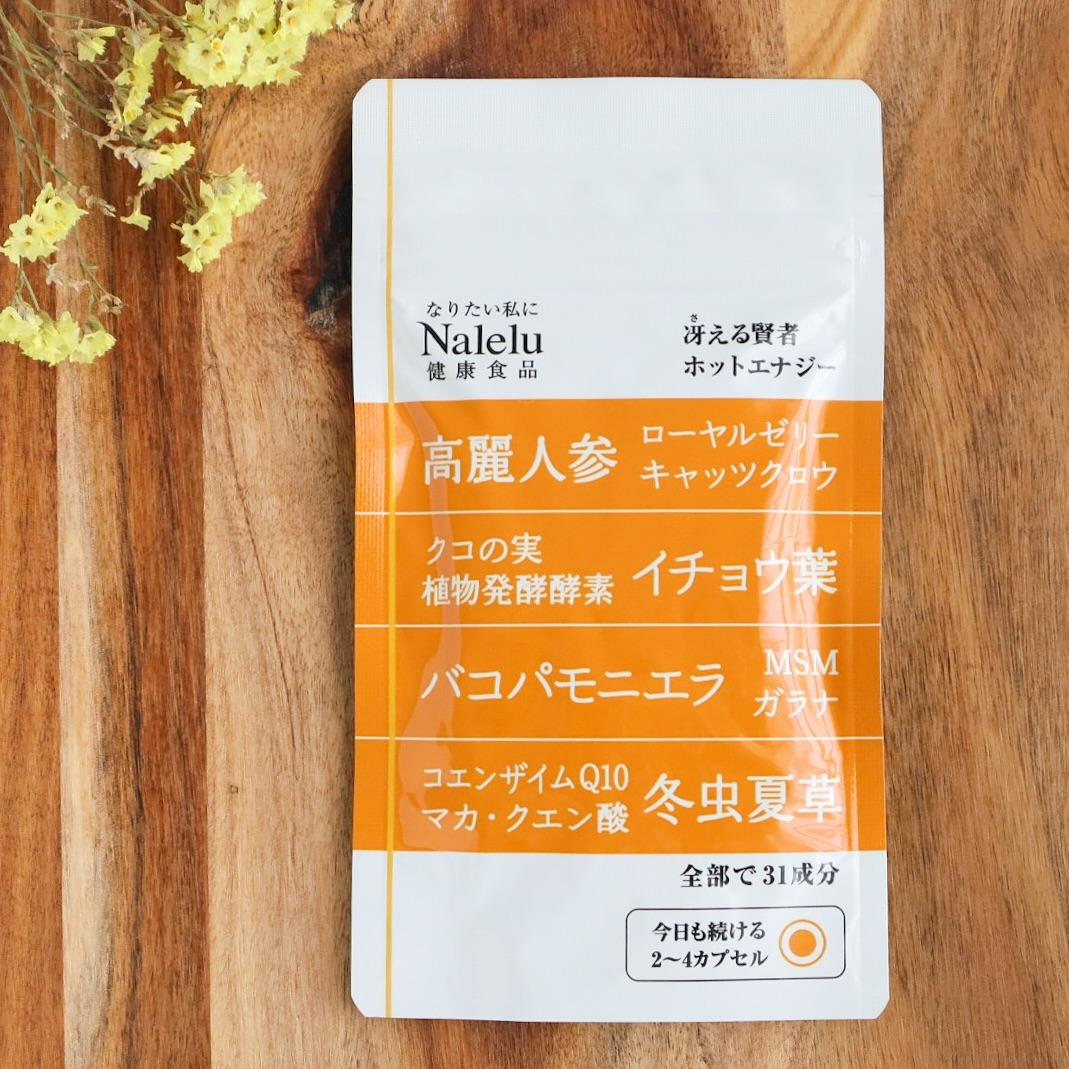 なりたい私に
Nalelu
健康食品
冴える賢者
さ
ホットエナジー
高麗人参
ローヤルゼリー
キャッツクロウ
クコの実
植物発酵酵素
イチョウ葉
バコパモニエラ
MSM
ガラナ
コエンザイムQ10
マカ・クエン酸
冬虫夏草
全部で31成分
今日も続ける
2〜4カプセル